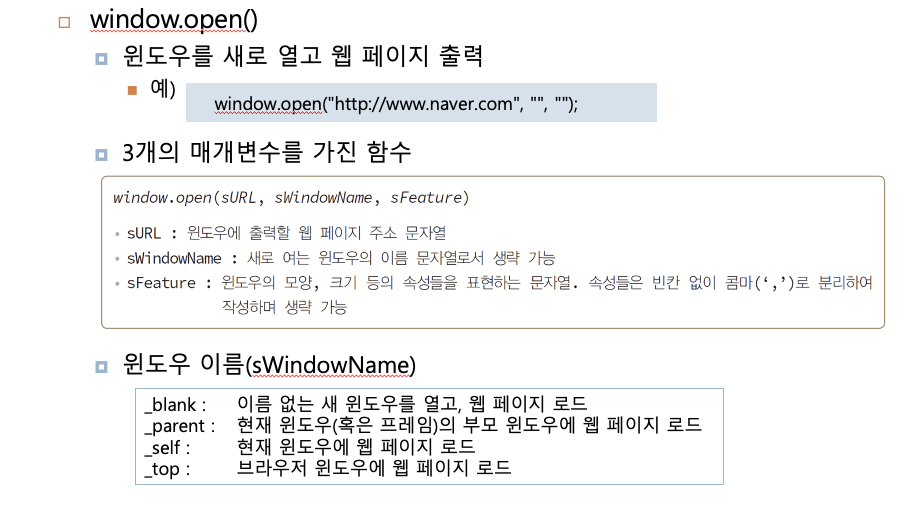 window.open()
윈도우를 새로 열고 웹 페이지 출력
예)
window.open("http://www.naver.com", "", "");
3개의 매개변수를 가진 함수
window.open(sURL, sWindowName, sFeature)
• sURL : 윈도우에 출력할 웹 페이지 주소 문자열
• sWindowName : 새로 여는 윈도우의 이름 문자열로서 생략 가능
• sFeature : 윈도우의 모양, 크기 등의 속성들을 표현하는 문자열. 속성들은 빈칸 없이 콤마(‘,’)로 분리하여
작성하며 생략 가능
윈도우 이름(sWindowName)
_blank : 이름 없는 새 윈도우를 열고, 웹 페이지 로드
_parent : 현재 윈도우(혹은 프레임)의 부모 윈도우에 웹 페이지 로드
_self : 현재 윈도우에 웹 페이지 로드
_top : 브라우저 윈도우에 웹 페이지 로드